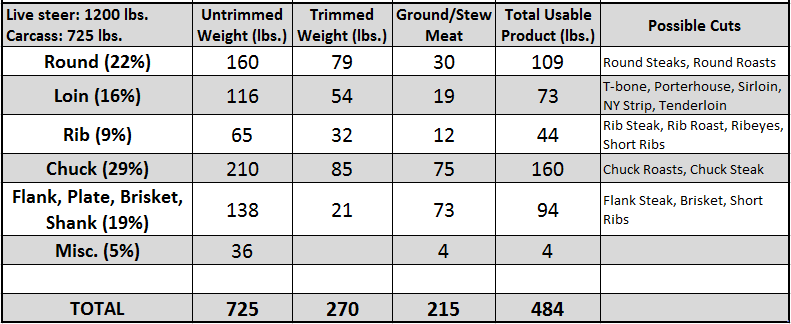 Live steer: 1200 lbs.
Carcass: 725 lbs.
Untrimmed Weight (lbs.)
Trimmed Weight (lbs.)
Ground/Stew Meat
Total Usable Product (lbs.)
Possible Cuts
Round (22%) 160 79 30 109 Round Steaks, Round Roasts
Loin (16%) 116 54 19 73 T-bone, Porterhouse, Sirloin,
NY Strip, Tenderloin
Rib (9%) 65 32 12 44 Rib Steak, Rib Roast, Ribeyes,
Short Ribs
Chuck (29%) 210 85 75 160 Chuck Roasts, Chuck Steak
Flank, Plate, Brisket,
Shank (19%) 138 21 73 94 Flank Steak, Brisket, Short
Ribs
Misc. (5%) 36 4 4
TOTAL 725 270 215 484